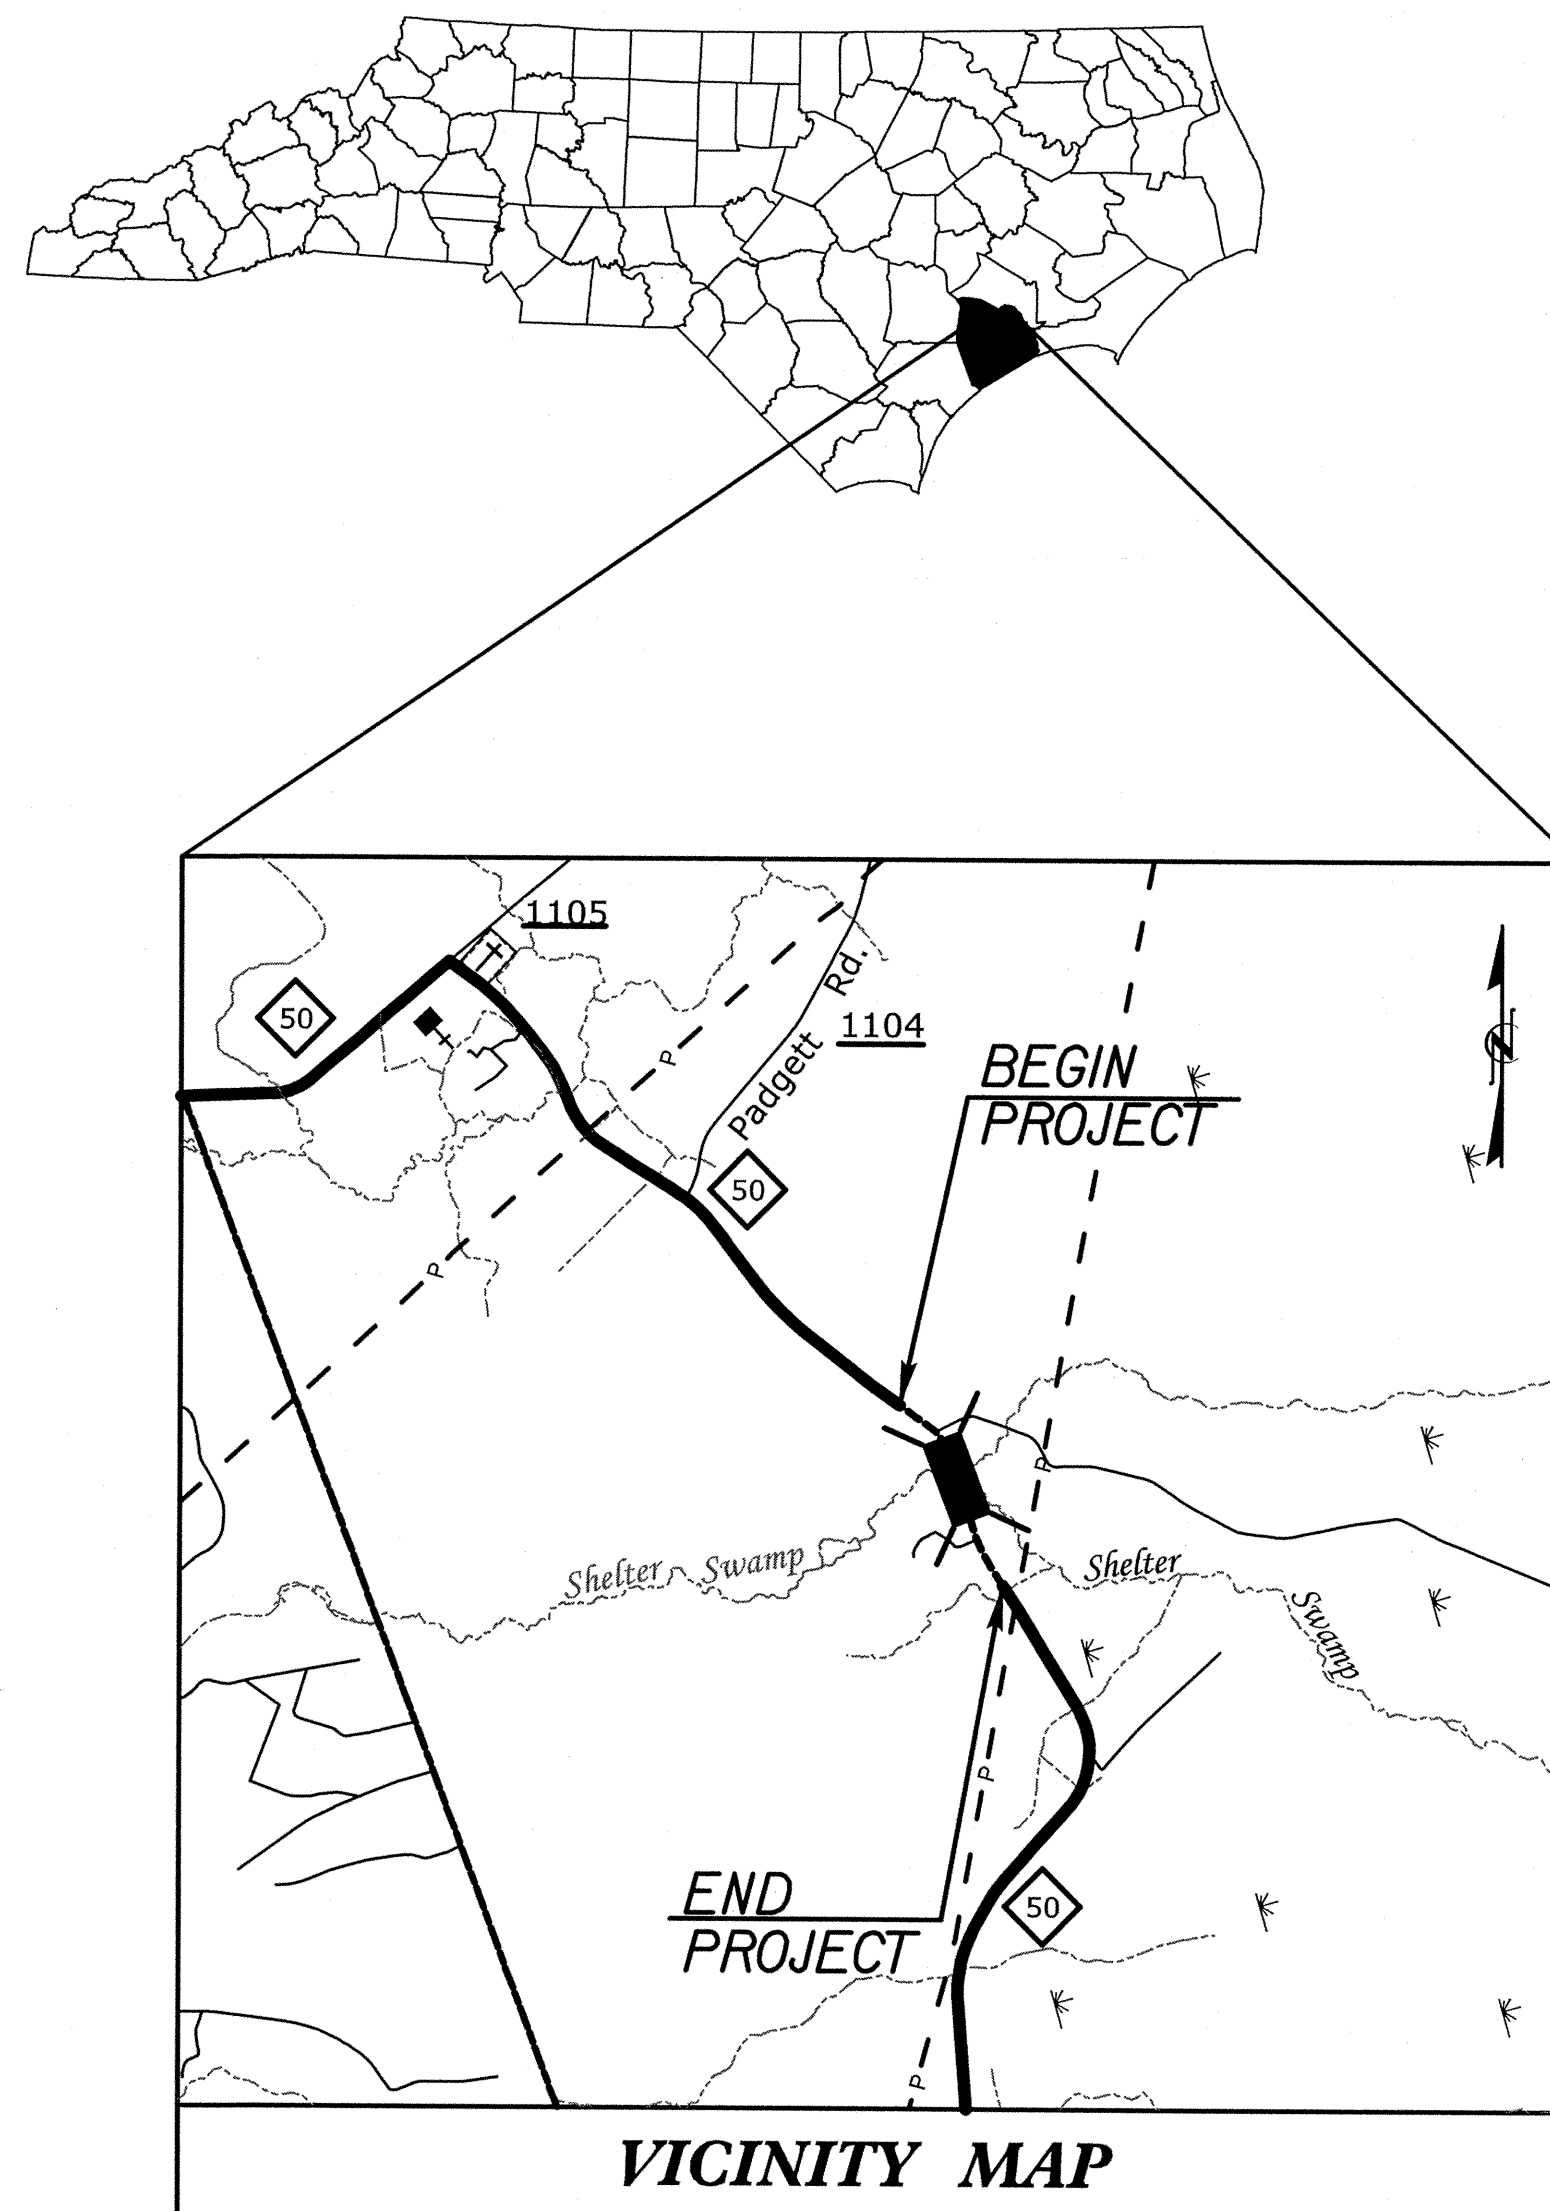 1105
50
Rd.
1104
P
Padgett
BEGIN
PROJECT
N
50
P
P
Shelter Swamp
Shelter
Swamp
P
END
PROJECT
50
P
VICINITY MAP